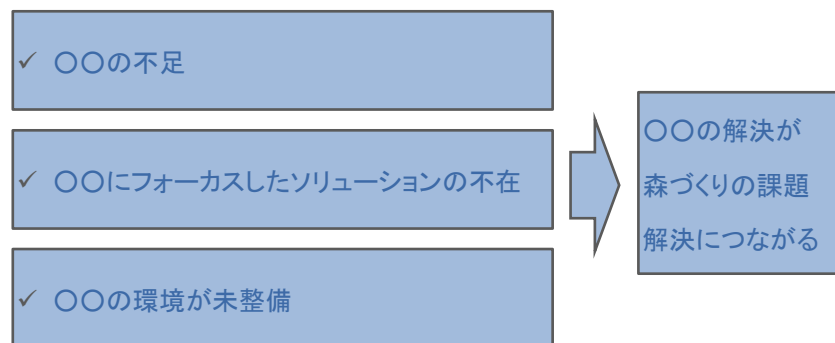 ✓ 〇〇の不足
✓ 〇〇にフォーカスしたソリューションの不在
✓ 〇〇の環境が未整備
〇〇の解決が
森づくりの課題
解決につながる